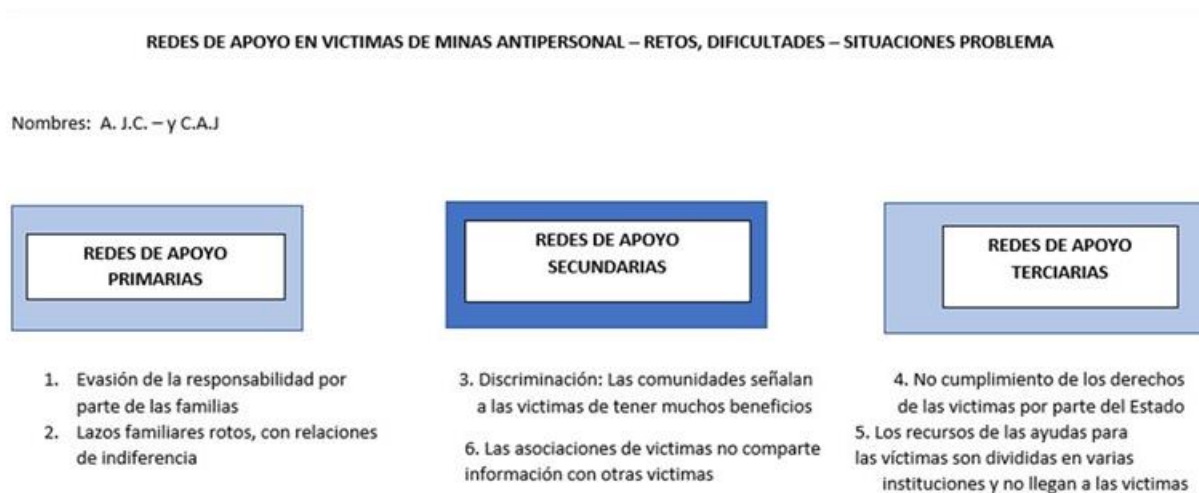 REDES DE APOYO EN VICTIMAS DE MINAS ANTIPERSONAL – RETOS, DIFICULTADES – SITUACIONES PROBLEMA
Nombres: A. J.C. – y C.A.J
REDES DE APOYO
PRIMARIAS
1. Evasión de la responsabilidad por
parte de las familias
2. Lazos familiares rotos, con relaciones
de indiferencia
REDES DE APOYO
SECUNDARIAS
3. Discriminación: Las comunidades señalan
a las victimas de tener muchos beneficios
6. Las asociaciones de victimas no comparte
información con otras victimas
REDES DE APOYO
TERCIARIAS
4. No cumplimiento de los derechos
de las victimas por parte del Estado
5. Los recursos de las ayudas para
las víctimas son divididas en varias
instituciones y no llegan a las victimas